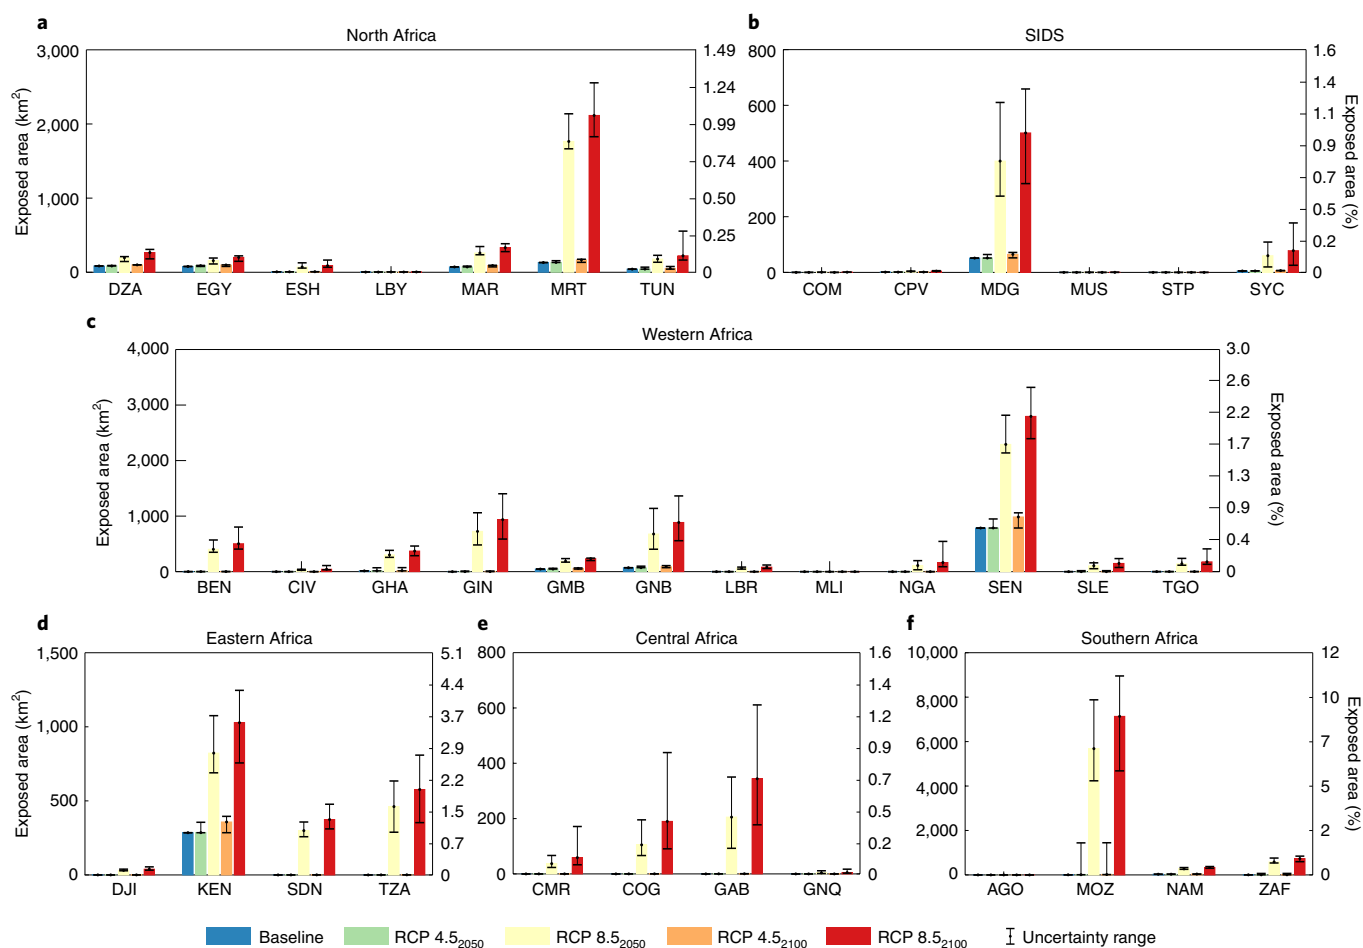 a
North Africa
Exposed area (km²)
3,000
2,000
1,000
0
1.49
1.24
0.99
0.74
0.50
0.25
0
DZA EGY ESH LBY MAR MRT TUN
b
SIDS
800
600
400
200
0
1.6
1.4
1.1
0.9
0.7
0.5
0.2
0
Exposed area (%)
COM CPV MDG MUS STP SYC
c
Western Africa
Exposed area (km²)
4,000
3,000
2,000
1,000
0
3.0
2.6
2.2
1.7
1.3
0.9
0.4
0
Exposed area (%)
BEN CIV GHA GIN GMB GNB LBR MLI NGA SEN SLE TGO
d
Eastern Africa
Exposed area (km²)
1,500
1,000
500
0
5.1
4.4
3.7
2.9
2.2
1.5
0.7
0
DJI KEN SDN TZA
e
Central Africa
800
600
400
200
0
1.6
1.4
1.2
0.9
0.7
0.5
0.2
0
CMR COG GAB GNQ
f
Southern Africa
10,000
8,000
6,000
4,000
2,000
0
12
10
7
5
2
0
Exposed area (%)
AGO MOZ NAM ZAF
Baseline RCP 4.5₂₀₅₀ RCP 8.5₂₀₅₀ RCP 4.5₂₁₀₀ RCP 8.5₂₁₀₀ Uncertainty range